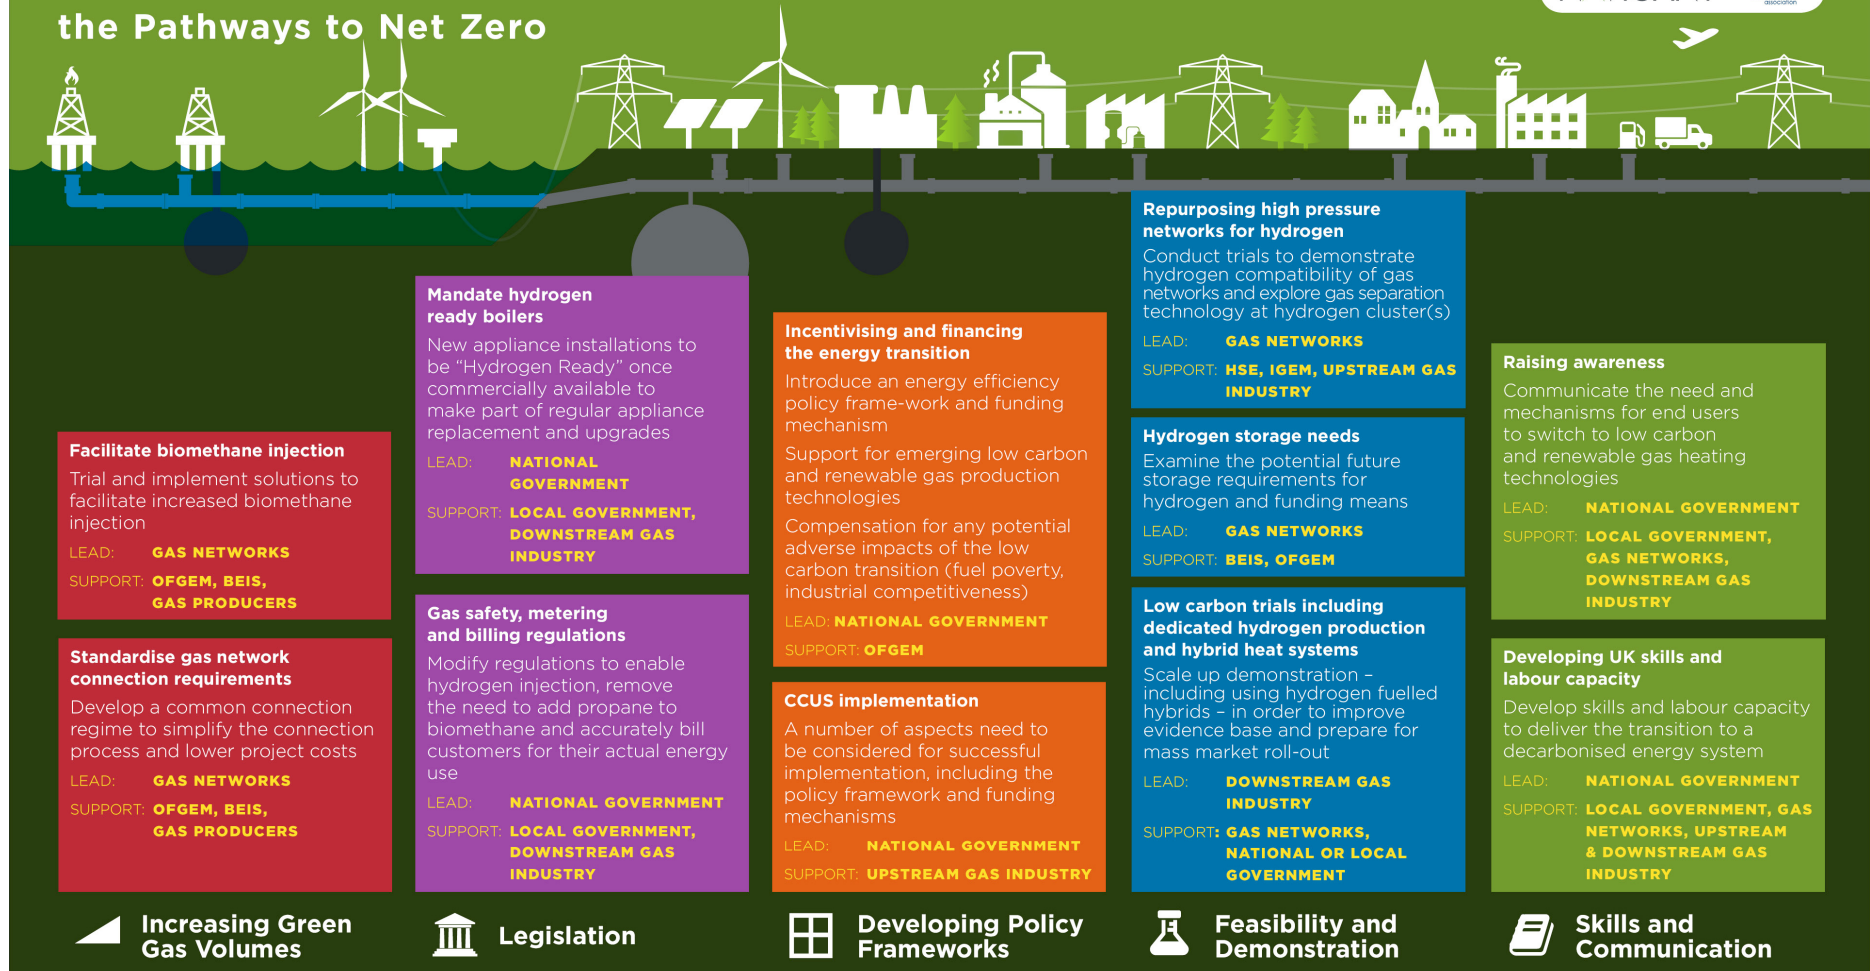 the Pathways to Net Zero
association
Facilitate biomethane injection
Trial and implement solutions to
facilitate increased biomethane
injection
LEAD: GAS NETWORKS
SUPPORT: OFGEM, BEIS,
GAS PRODUCERS
Standardise gas network
connection requirements
Develop a common connection
regime to simplify the connection
process and lower project costs
LEAD: GAS NETWORKS
SUPPORT: OFGEM, BEIS,
GAS PRODUCERS
Increasing Green
Gas Volumes
Mandate hydrogen
ready boilers
New appliance installations to
be “Hydrogen Ready” once
commercially available to
make part of regular appliance
replacement and upgrades
LEAD: NATIONAL
GOVERNMENT
SUPPORT: LOCAL GOVERNMENT,
DOWNSTREAM GAS
INDUSTRY
Gas safety, metering
and billing regulations
Modify regulations to enable
hydrogen injection, remove
the need to add propane to
biomethane and accurately bill
customers for their actual energy
use
LEAD: NATIONAL GOVERNMENT
SUPPORT: LOCAL GOVERNMENT,
DOWNSTREAM GAS
INDUSTRY
Legislation
Incentivising and financing
the energy transition
Introduce an energy efficiency
policy frame-work and funding
mechanism
Support for emerging low carbon
and renewable gas production
technologies
Compensation for any potential
adverse impacts of the low
carbon transition (fuel poverty,
industrial competitiveness)
LEAD: NATIONAL GOVERNMENT
SUPPORT: OFGEM
CCUS implementation
A number of aspects need to
be considered for successful
implementation, including the
policy framework and funding
mechanisms
LEAD: NATIONAL GOVERNMENT
SUPPORT: UPSTREAM GAS INDUSTRY
Developing Policy
Frameworks
Repurposing high pressure
networks for hydrogen
Conduct trials to demonstrate
hydrogen compatibility of gas
networks and explore gas separation
technology at hydrogen cluster(s)
LEAD: GAS NETWORKS
SUPPORT: HSE, IGEM, UPSTREAM GAS
INDUSTRY
Hydrogen storage needs
Examine the potential future
storage requirements for
hydrogen and funding means
LEAD: GAS NETWORKS
SUPPORT: BEIS, OFGEM
Low carbon trials including
dedicated hydrogen production
and hybrid heat systems
Scale up demonstration –
including using hydrogen fuelled
hybrids – in order to improve
evidence base and prepare for
mass market roll-out
LEAD: DOWNSTREAM GAS
INDUSTRY
SUPPORT: GAS NETWORKS,
NATIONAL OR LOCAL
GOVERNMENT
Feasibility and
Demonstration
Raising awareness
Communicate the need and
mechanisms for end users
to switch to low carbon
and renewable gas heating
technologies
LEAD: NATIONAL GOVERNMENT
SUPPORT: LOCAL GOVERNMENT,
GAS NETWORKS,
DOWNSTREAM GAS
INDUSTRY
Developing UK skills and
labour capacity
Develop skills and labour capacity
to deliver the transition to a
decarbonised energy system
LEAD: NATIONAL GOVERNMENT
SUPPORT: LOCAL GOVERNMENT, GAS
NETWORKS, UPSTREAM
& DOWNSTREAM GAS
INDUSTRY
Skills and
Communication